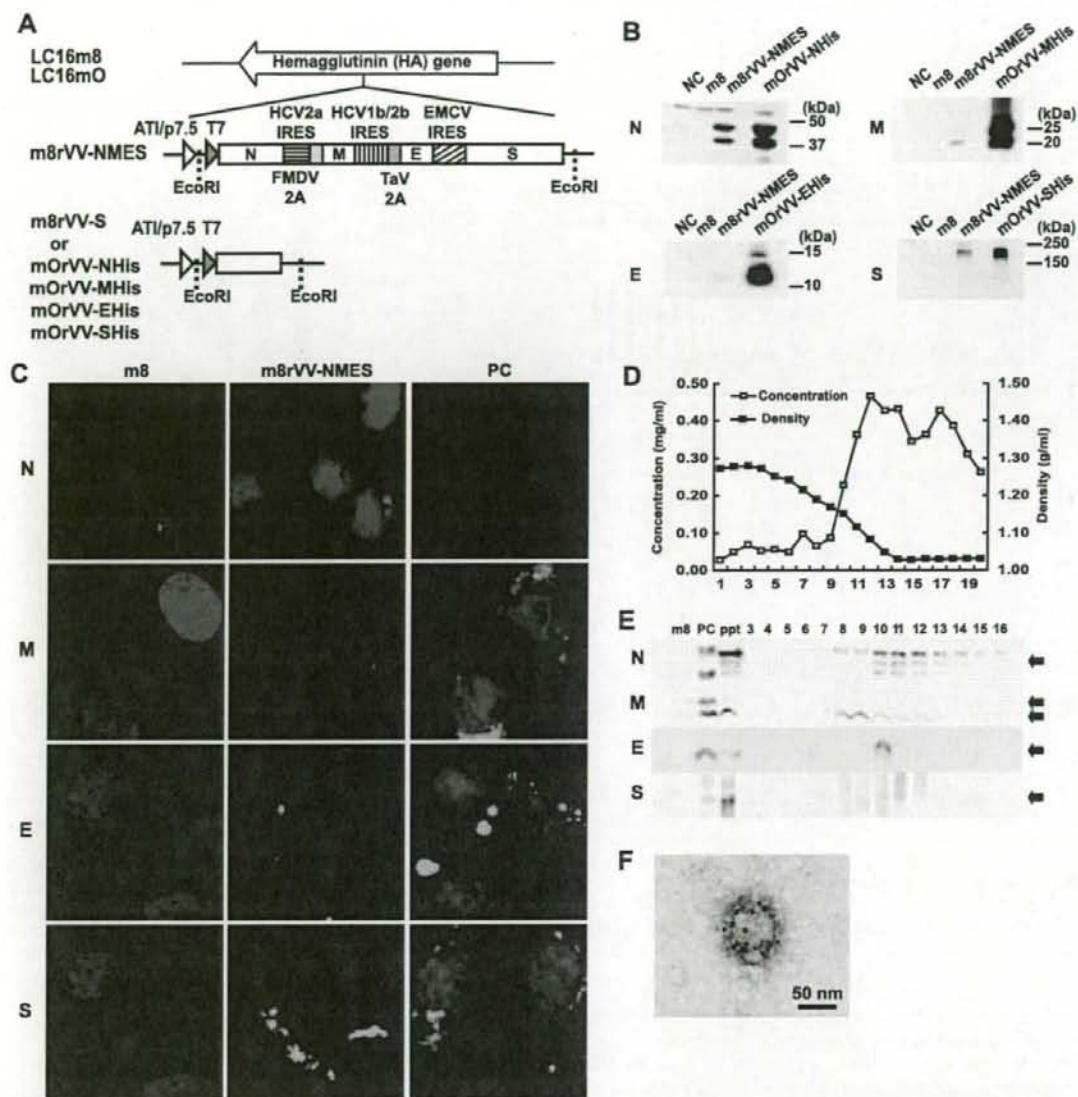 A
LC16m8
LC16mO
Hemagglutinin (HA) gene
HCV2a HCV1b/2b EMCV
IRES IRES IRES
ATI/p7.5 T7
m8rVV-NMES
N M E S
EcoRI EcoRI
FMDV TaV
2A 2A
m8rVV-S
or
mOrVV-NHis
mOrVV-MHis
mOrVV-EHis
mOrVV-SHis
ATI/p7.5 T7
EcoRI EcoRI
B
NC m8 m8rVV-NMES mOrVV-NHis
(kDa)
N
50
37
NC m8 m8rVV-NMES mOrVV-MHis
(kDa)
M
25
20
NC m8 m8rVV-NMES mOrVV-EHis
(kDa)
E
15
10
NC m8 m8rVV-NMES mOrVV-SHis
(kDa)
S
250
150
C
m8 m8rVV-NMES PC
N
M
E
S
D
Concentration (mg/ml)
0.50
0.40
0.30
0.20
0.10
0.00
Concentration
Density
1.50
1.40
1.30
1.20
1.10
1.00
Density (g/ml)
1 3 5 7 9 11 13 15 17 19
E
m8 PC ppt 3 4 5 6 7 8 9 10 11 12 13 14 15 16
N
M
E
S
F
50 nm